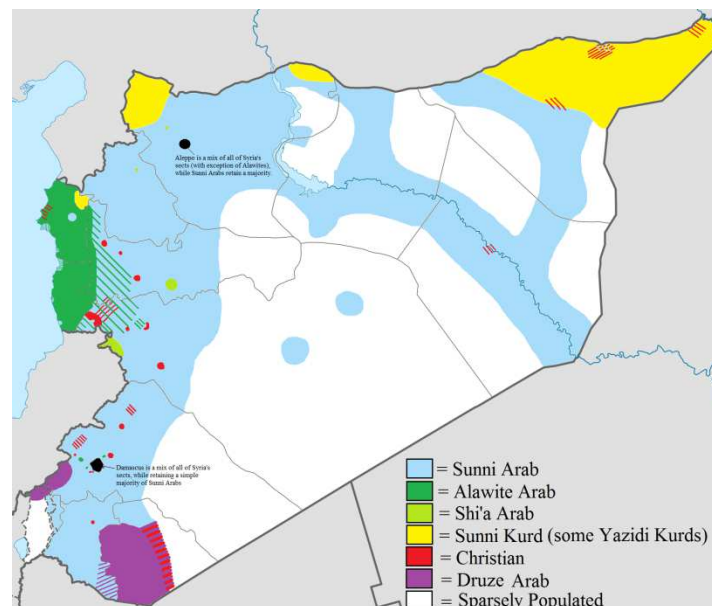 Aleppo is a mix of all of Syria's
sects (with exception of Alawites),
while Sunni Arabs retain a majority.
Damascus is a mix of all of Syria's
sects, while retaining a simple
majority of Sunni Arabs
= Sunni Arab
= Alawite Arab
= Shi'a Arab
= Sunni Kurd (some Yazidi Kurds)
= Christian
= Druze Arab
= Sparsely Populated